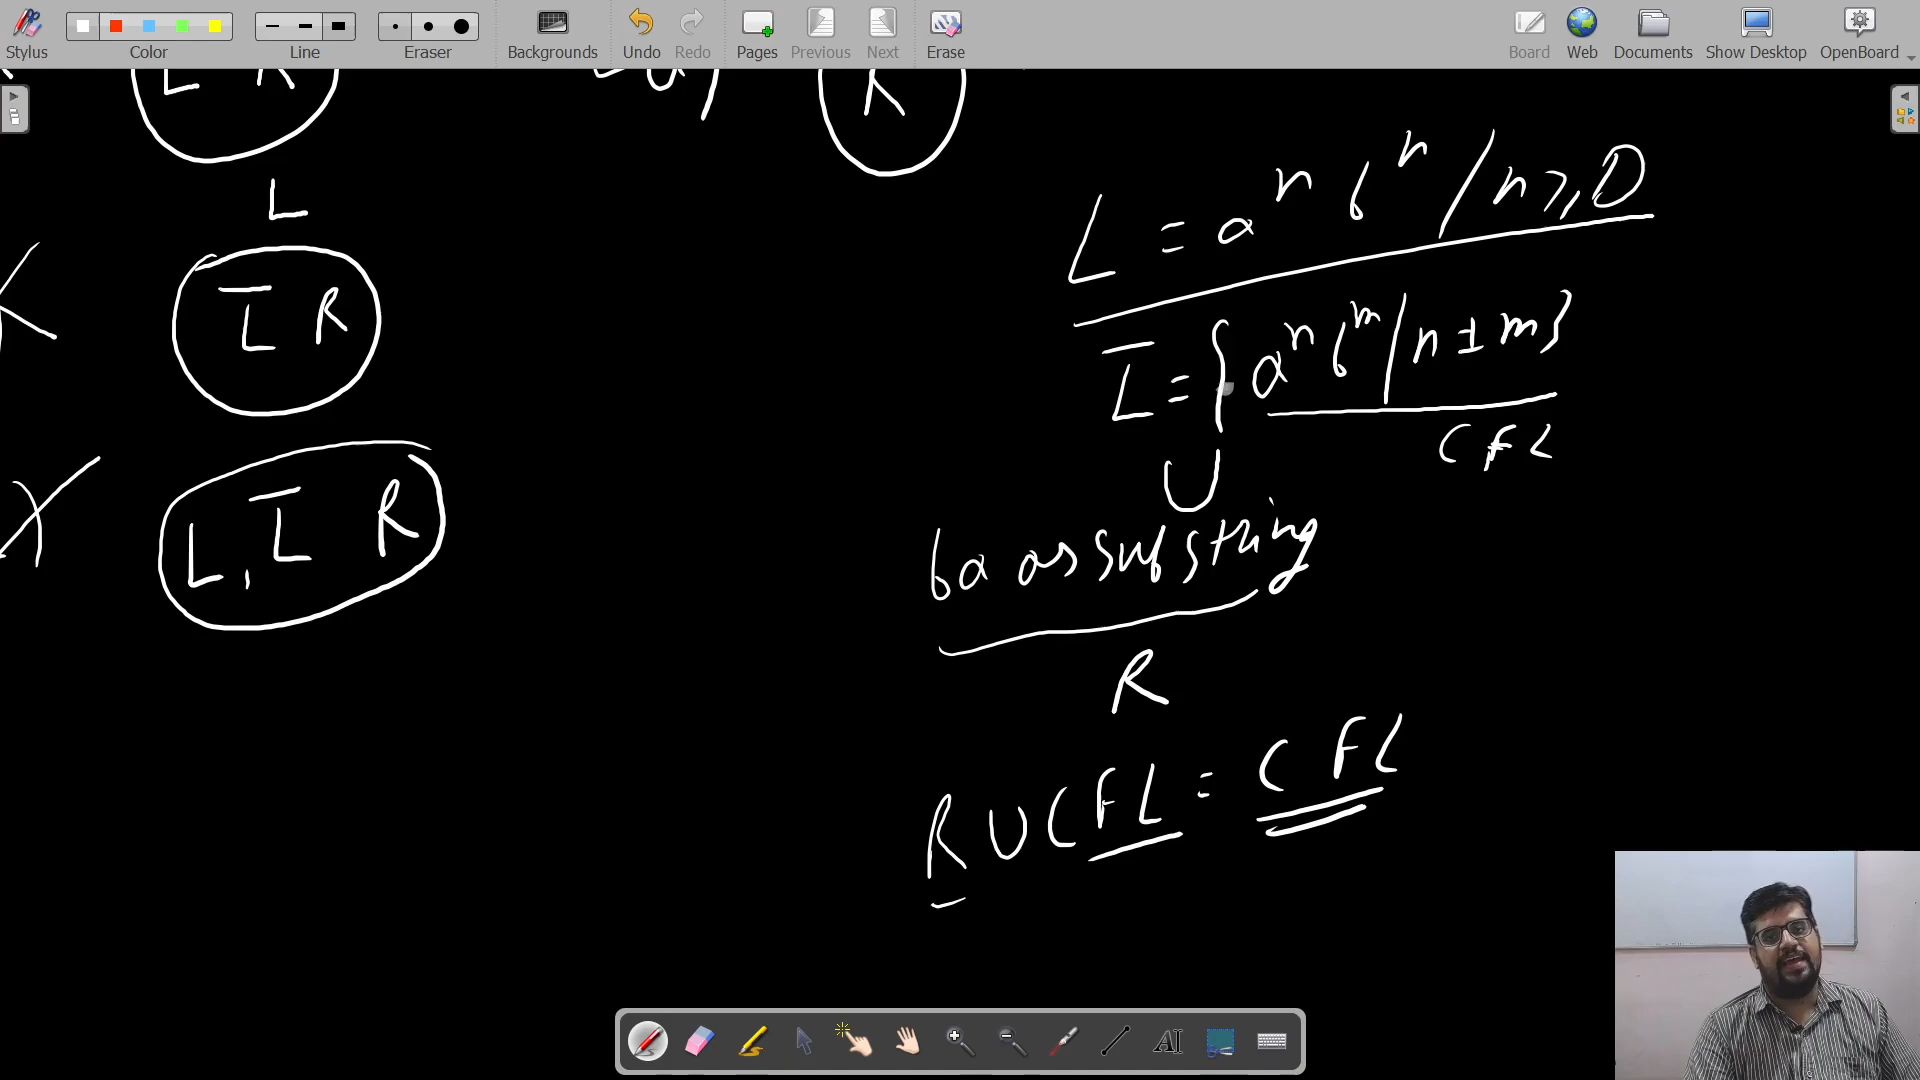 Stylus Color Line Eraser Backgrounds Undo Redo Pages Previous Next Erase Board Web Documents Show Desktop OpenBoard
L R
R
L = a^n b^n / n ≥ 0
L
L̅ R
L̅ = { a^n b^m / n ≠ m }
CFL
U
L, L̅ R
ba as substring
R
R U CFL = CFL